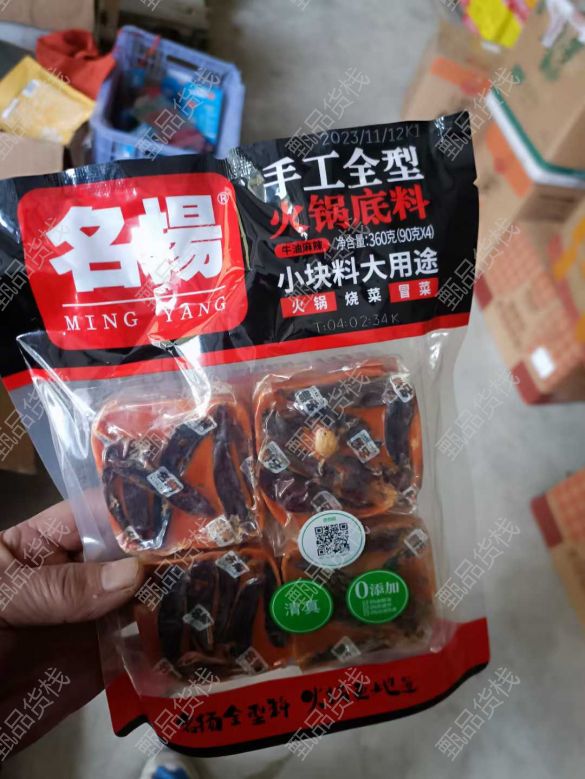 2023/11/12K1
手工全型
火锅底料
牛油麻辣 净含量:360克(90克×4)
小块料大用途
火锅 烧菜 冒菜
T:04:02:34K
名揚®
MING YANG
清真
0添加
甄品货栈